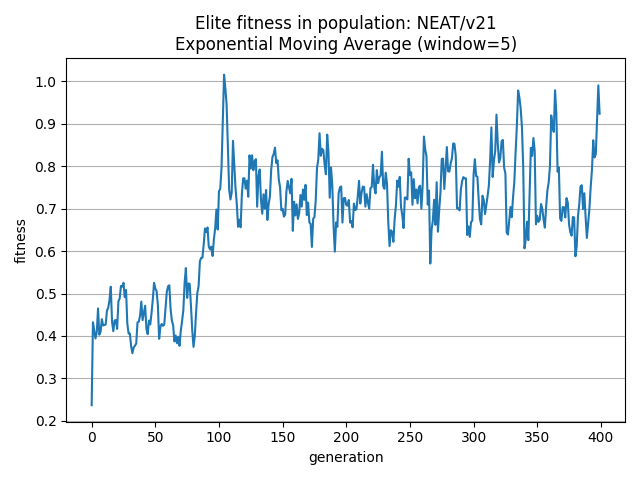 Elite fitness in population: NEAT/v21
Exponential Moving Average (window=5)
1.0
0.9
0.8
0.7
0.6
0.5
0.4
0.3
0.2
fitness
0 50 100 150 200 250 300 350 400
generation